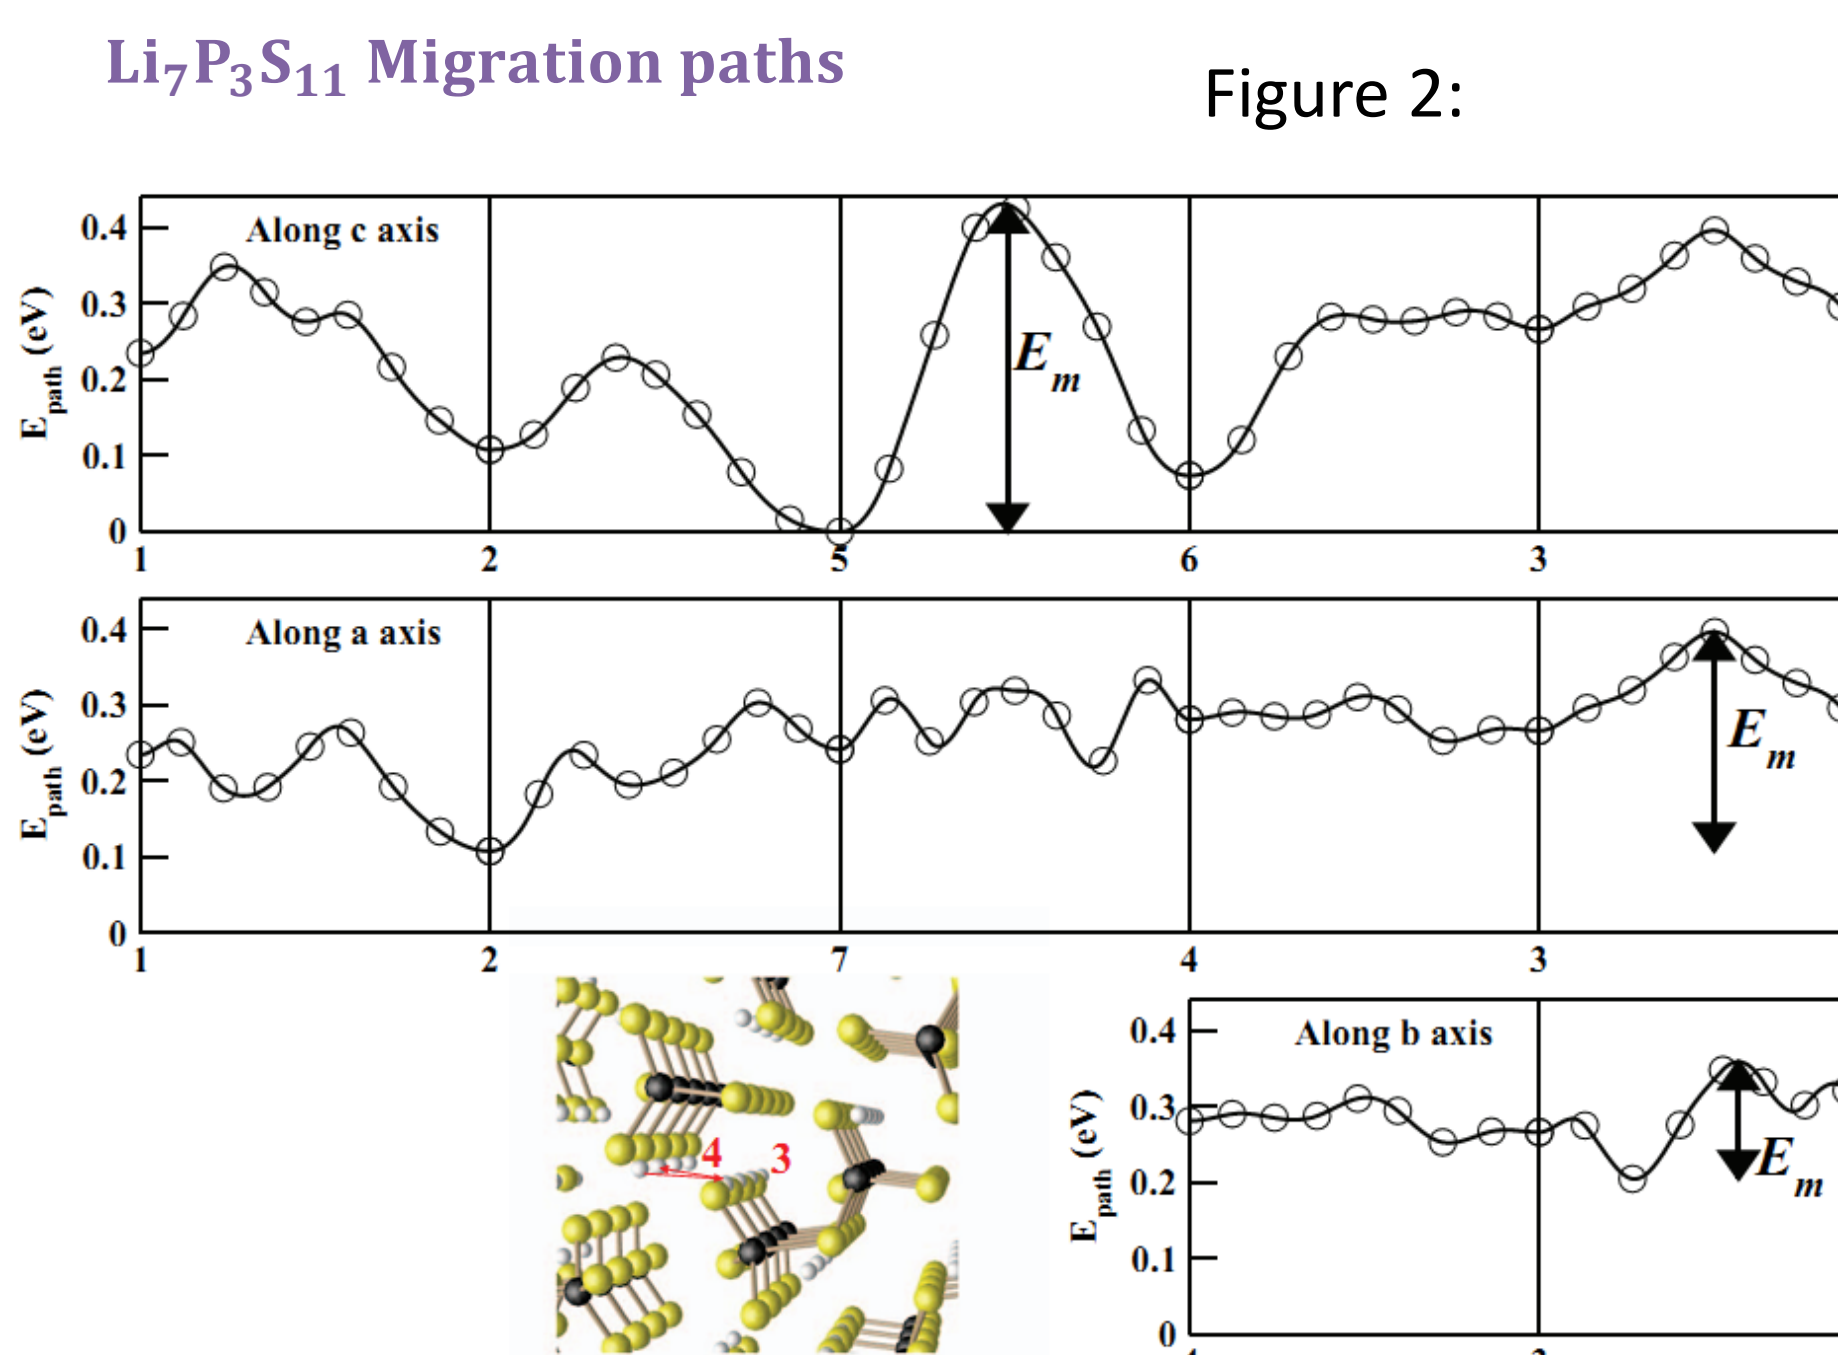 Li₇P₃S₁₁ Migration paths
Figure 2:
Along c axis
E_path (eV)
0.4
0.3
0.2
0.1
0
E_m
1 2 5 6 3
Along a axis
E_path (eV)
0.4
0.3
0.2
0.1
0
E_m
1 2 7 4 3
4 3
Along b axis
E_path (eV)
0.4
0.3
0.2
0.1
0
E_m